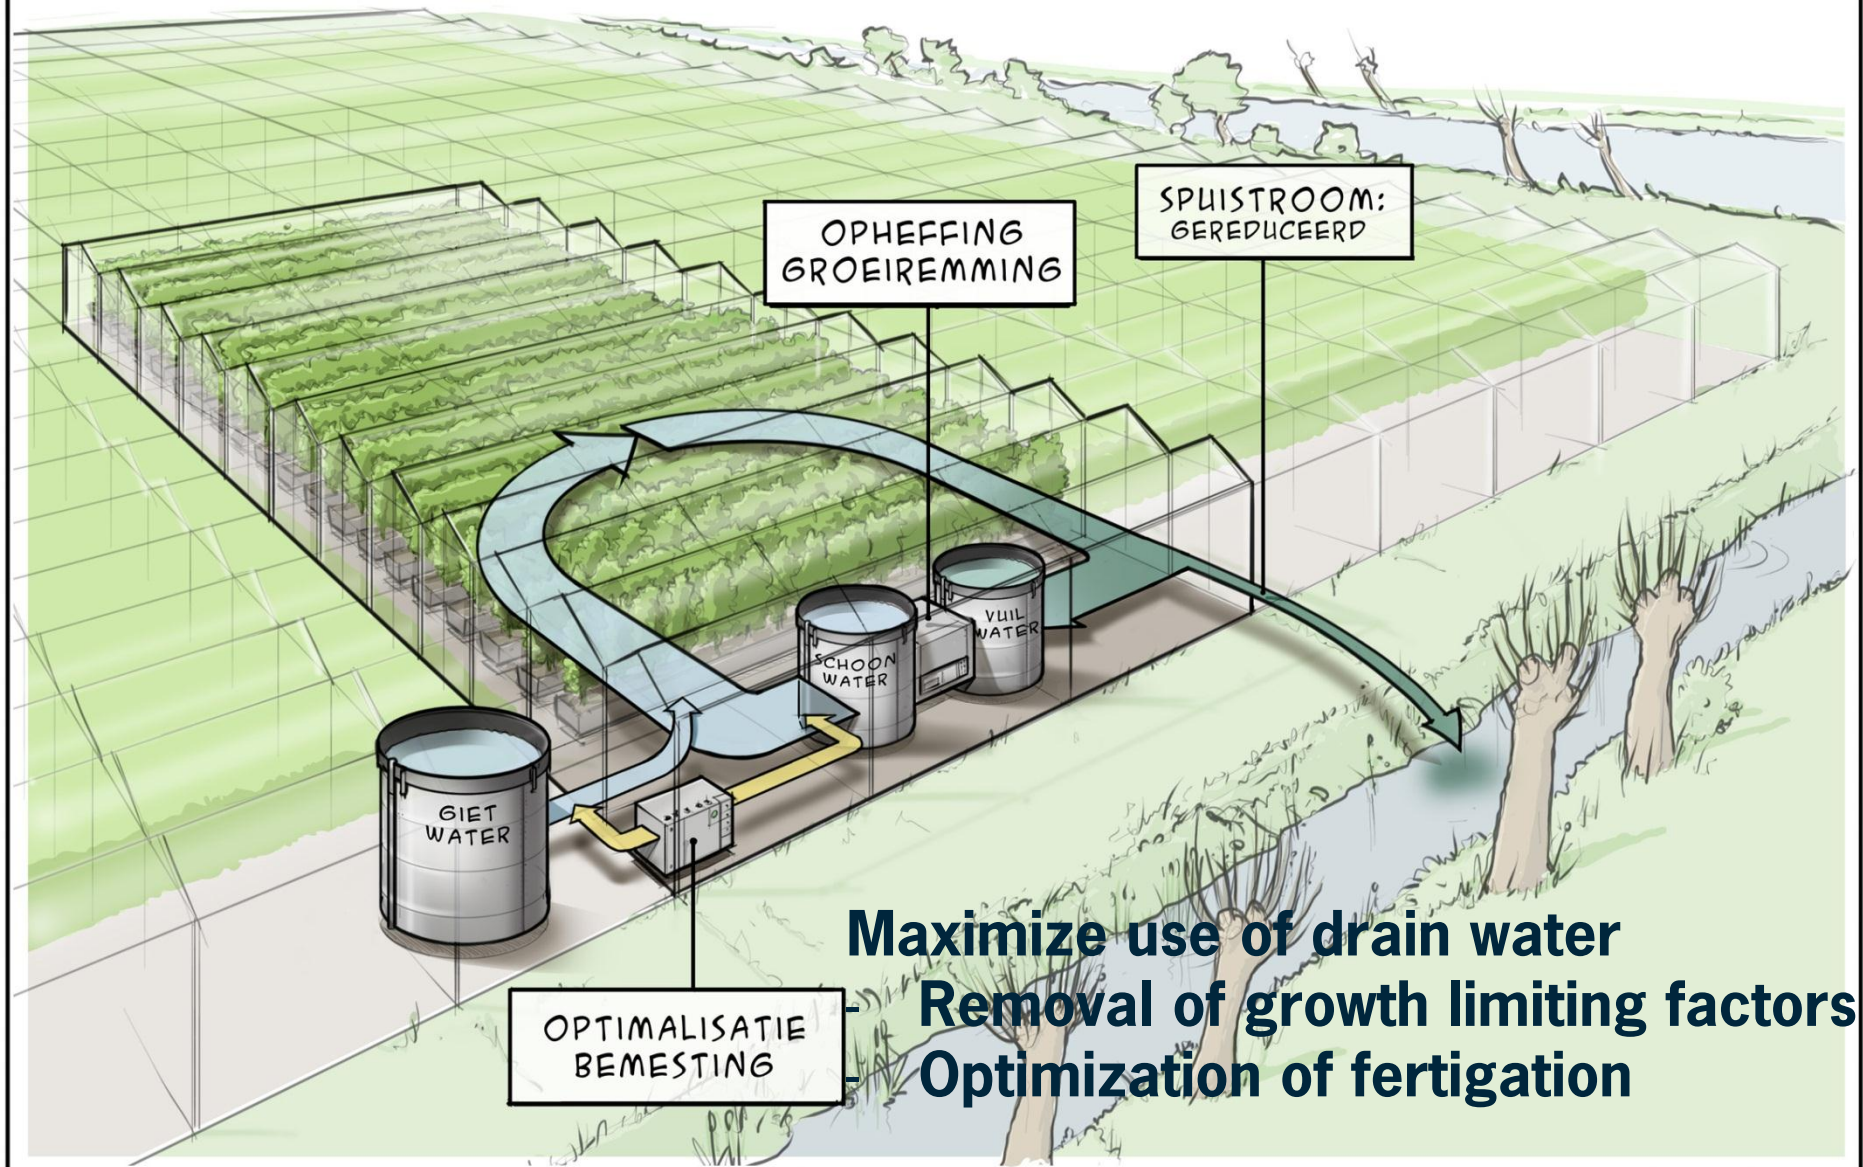 SPUISTROOM:
GEREDUCEERD
OPHEFFING
GROEIREMMING
VUIL
WATER
SCHOON
WATER
GIET
WATER
OPTIMALISATIE
BEMESTING
Maximize use of drain water
- Removal of growth limiting factors
- Optimization of fertigation